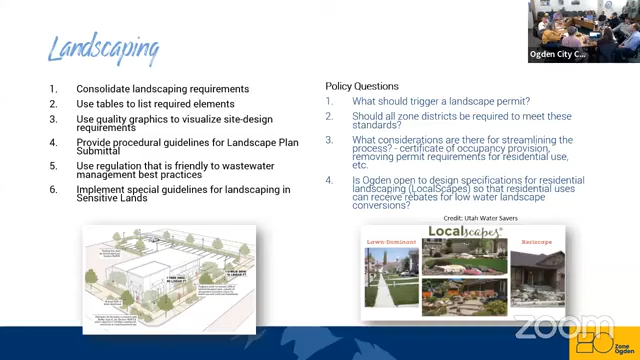 Landscaping
1. Consolidate landscaping requirements
2. Use tables to list required elements
3. Use quality graphics to visualize site-design
requirements
4. Provide procedural guidelines for Landscape Plan
Submittal
5. Use regulation that is friendly to wastewater
management best practices
6. Implement special guidelines for landscaping in
Sensitive Lands
Policy Questions
1. What should trigger a landscape permit?
2. Should all zone districts be required to meet these
standards?
3. What considerations are there for streamlining the
process? - certificate of occupancy provision,
removing permit requirements for residential use,
etc.
4. Is Ogden open to design specifications for residential
landscaping (LocalScapes) so that residential uses
can receive rebates for low water landscape
conversions?
Credit: Utah Water Savers
Lawn-Dominant
Localscapes®
Xeriscape
Ogden City C...
zoom
Zone
Ogden